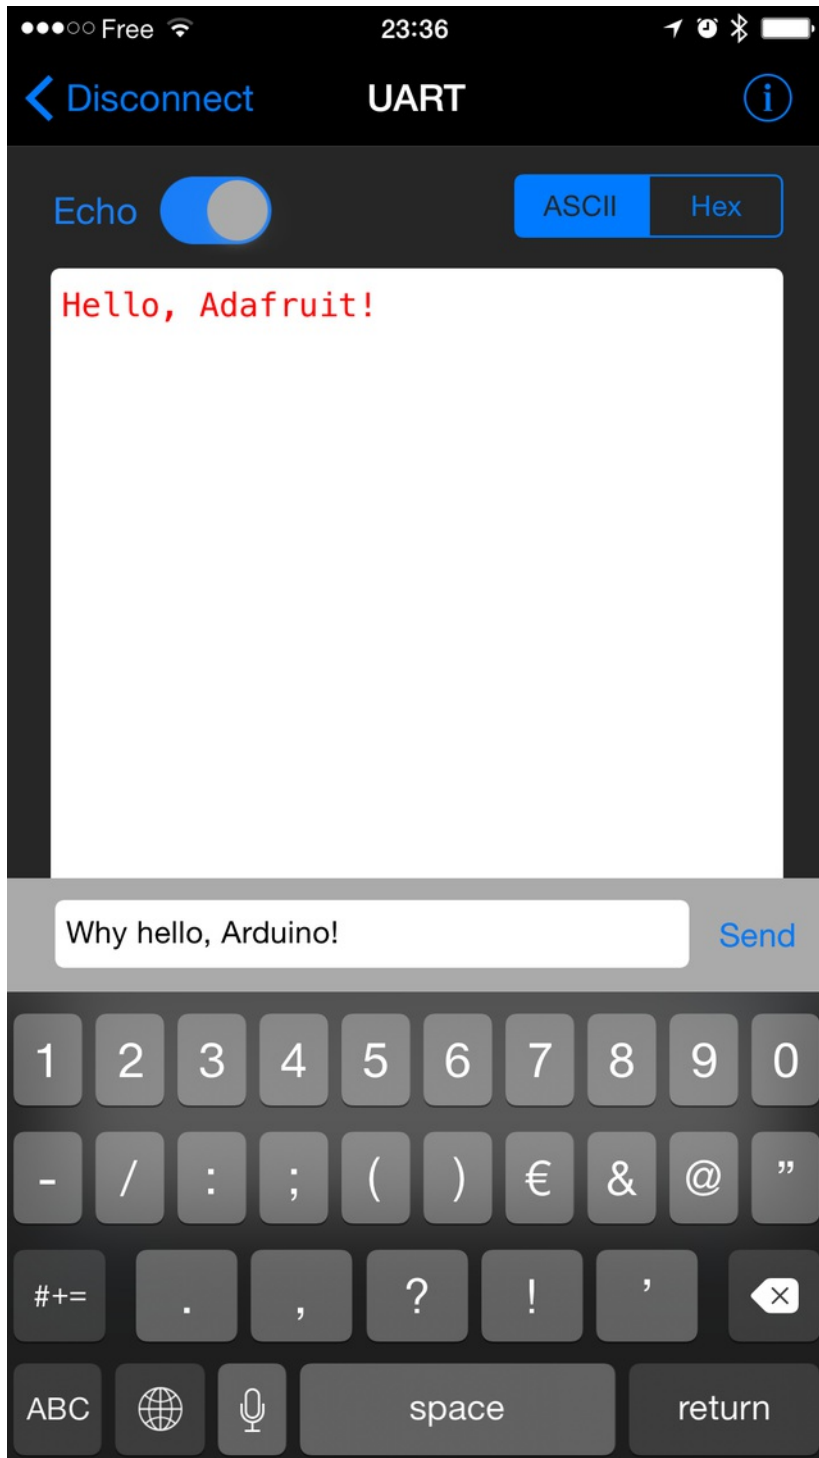 Free 23:36
Disconnect UART i
Echo ASCII Hex
Hello, Adafruit!
Why hello, Arduino! Send
1 2 3 4 5 6 7 8 9 0
- / : ; ( ) € & @ ”
#+= . , ? ! ’
ABC space return